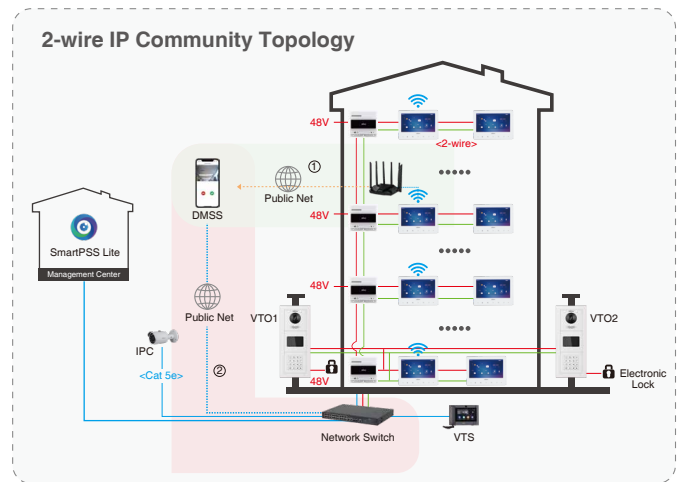 2-wire IP Community Topology
48V
<2-wire>
①
Public Net
DMSS
48V
SmartPSS Lite
Management Center
48V
Public Net
VTO1
VTO2
IPC
<Cat 5e>
②
48V
Electronic
Lock
Network Switch
VTS